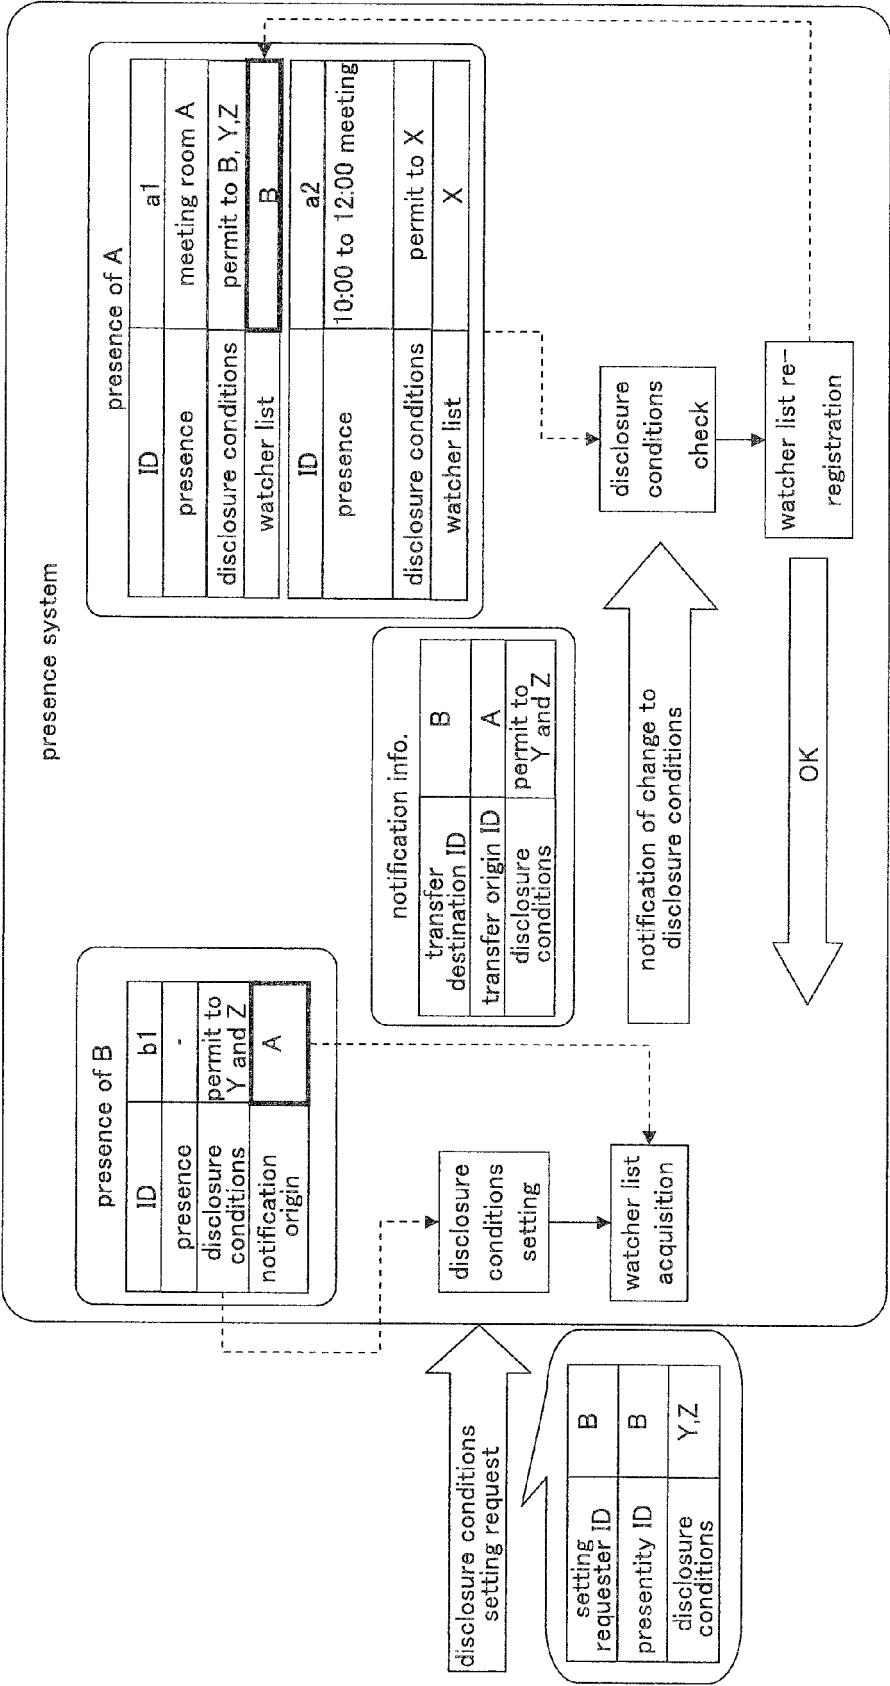 presence system
presence of B
ID b1
presence -
disclosure conditions permit to Y and Z
notification origin A
presence of A
ID a1
presence meeting room A
disclosure conditions permit to B, Y,Z
watcher list B
ID a2
presence 10:00 to 12:00 meeting
disclosure conditions permit to X
watcher list X
notification info.
transfer destination ID B
transfer origin ID A
disclosure conditions permit to Y and Z
disclosure conditions setting request
setting requester ID B
presentity ID B
disclosure conditions Y,Z
disclosure
conditions
setting
watcher list
acquisition
notification of change to
disclosure conditions
disclosure
conditions
check
watcher list re-
registration
OK